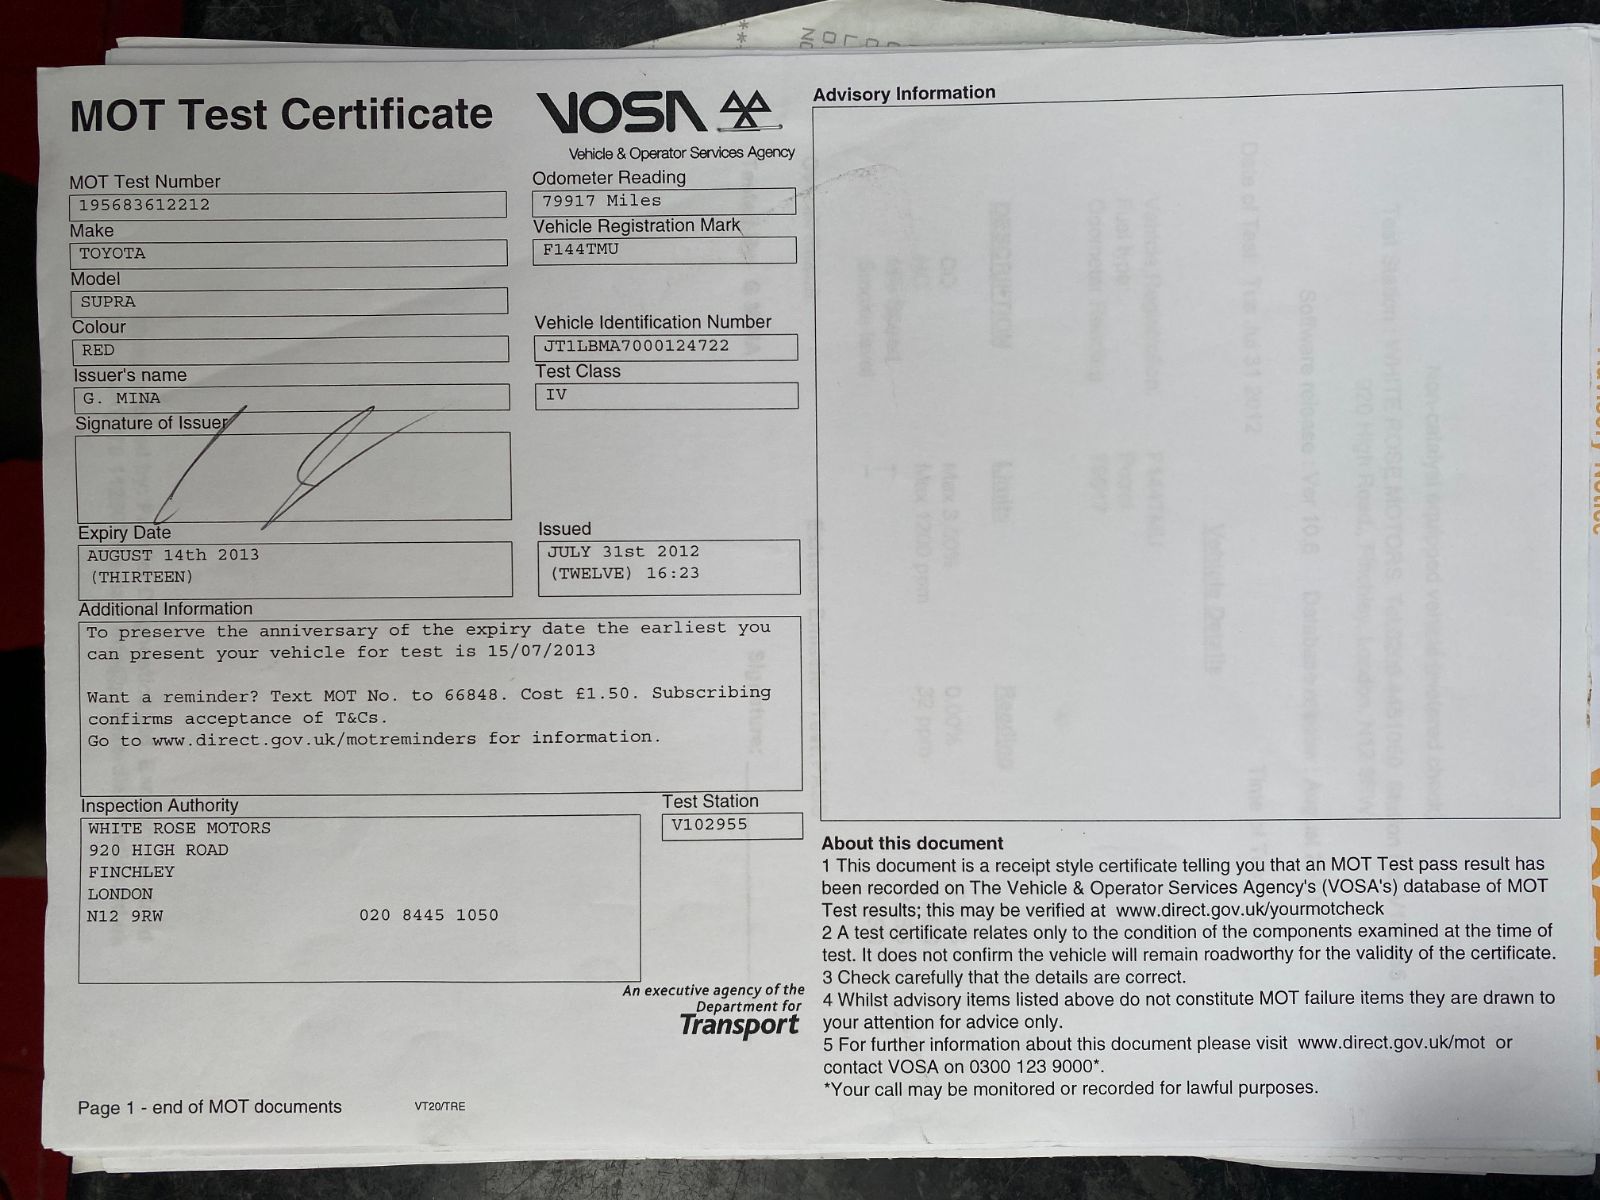 MOT Test Certificate
VOSA
Vehicle & Operator Services Agency
MOT Test Number
195683612212
Make
TOYOTA
Model
SUPRA
Colour
RED
Issuer's name
G. MINA
Signature of Issuer
Odometer Reading
79917 Miles
Vehicle Registration Mark
F144TMU
Vehicle Identification Number
JT1LBMA7000124722
Test Class
IV
Expiry Date
AUGUST 14th 2013
(THIRTEEN)
Issued
JULY 31st 2012
(TWELVE) 16:23
Additional Information
To preserve the anniversary of the expiry date the earliest you
can present your vehicle for test is 15/07/2013
Want a reminder? Text MOT No. to 66848. Cost £1.50. Subscribing
confirms acceptance of T&Cs.
Go to www.direct.gov.uk/motreminders for information.
Inspection Authority
WHITE ROSE MOTORS
920 HIGH ROAD
FINCHLEY
LONDON
N12 9RW 020 8445 1050
Test Station
V102955
An executive agency of the
Department for
Transport
Page 1 - end of MOT documents VT20/TRE
Advisory Information
About this document
1 This document is a receipt style certificate telling you that an MOT Test pass result has
been recorded on The Vehicle & Operator Services Agency's (VOSA's) database of MOT
Test results; this may be verified at www.direct.gov.uk/yourmotcheck
2 A test certificate relates only to the condition of the components examined at the time of
test. It does not confirm the vehicle will remain roadworthy for the validity of the certificate.
3 Check carefully that the details are correct.
4 Whilst advisory items listed above do not constitute MOT failure items they are drawn to
your attention for advice only.
5 For further information about this document please visit www.direct.gov.uk/mot or
contact VOSA on 0300 123 9000*.
*Your call may be monitored or recorded for lawful purposes.